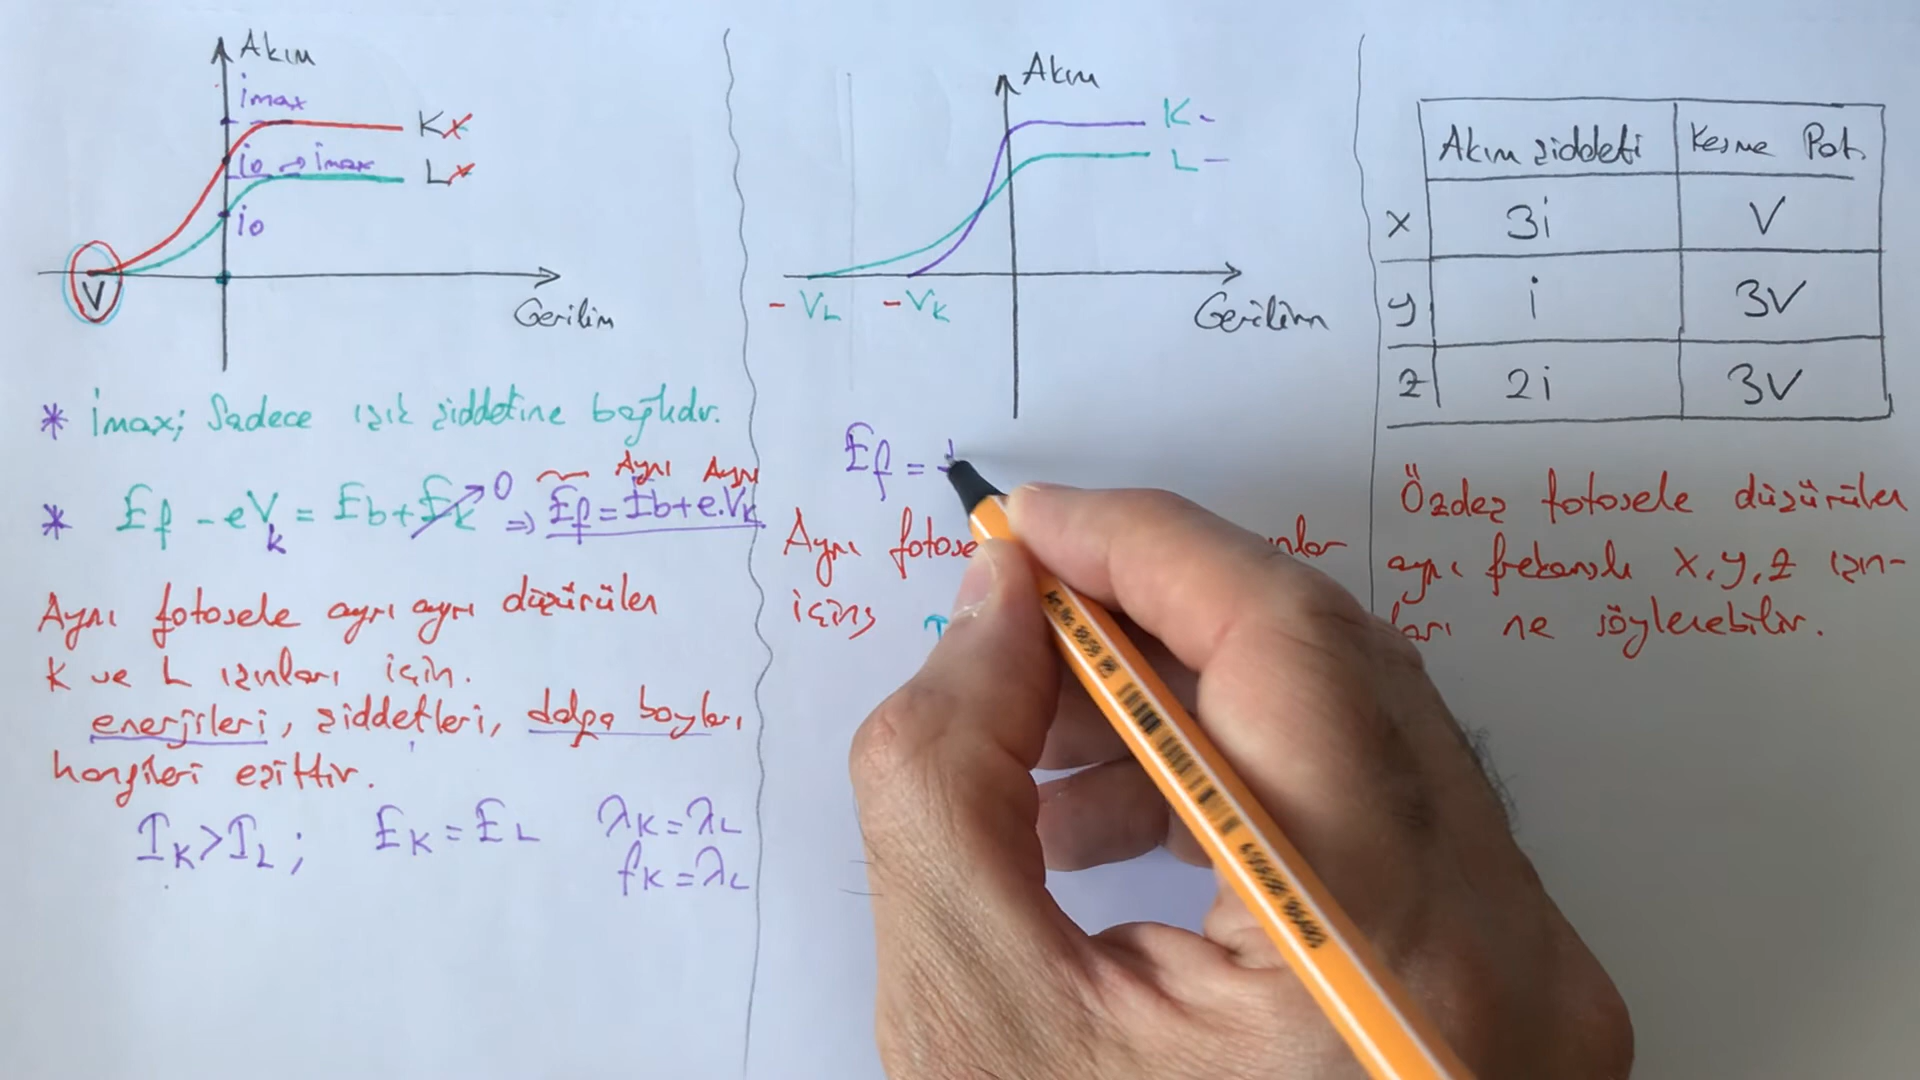 Akım
imax
K
io → imax
L
io
V
Gerilim
* İmax; Sadece ışık şiddetine bağlıdır.
Aynı Aynı
* Ef - eVk = Eb + Ek 0 ⇒ Ef = Eb + e.Vk
Aynı fotosele ayrı ayrı düşürülen
K ve L ışınları için.
enerjileri, şiddetleri, dalga boyları
hangileri eşittir.
IK > IL ; EK = EL λK = λL
fK = λL
Akım
K -
L -
- VL - VK
Gerilim
Ef =
Aynı
için;
Akım şiddeti Kesme Pot.
x 3i V
y i 3V
z 2i 3V
Özdeş fotosele düşürülen
aynı frekanslı x, y, z ışın-
ları ne söylenebilir.